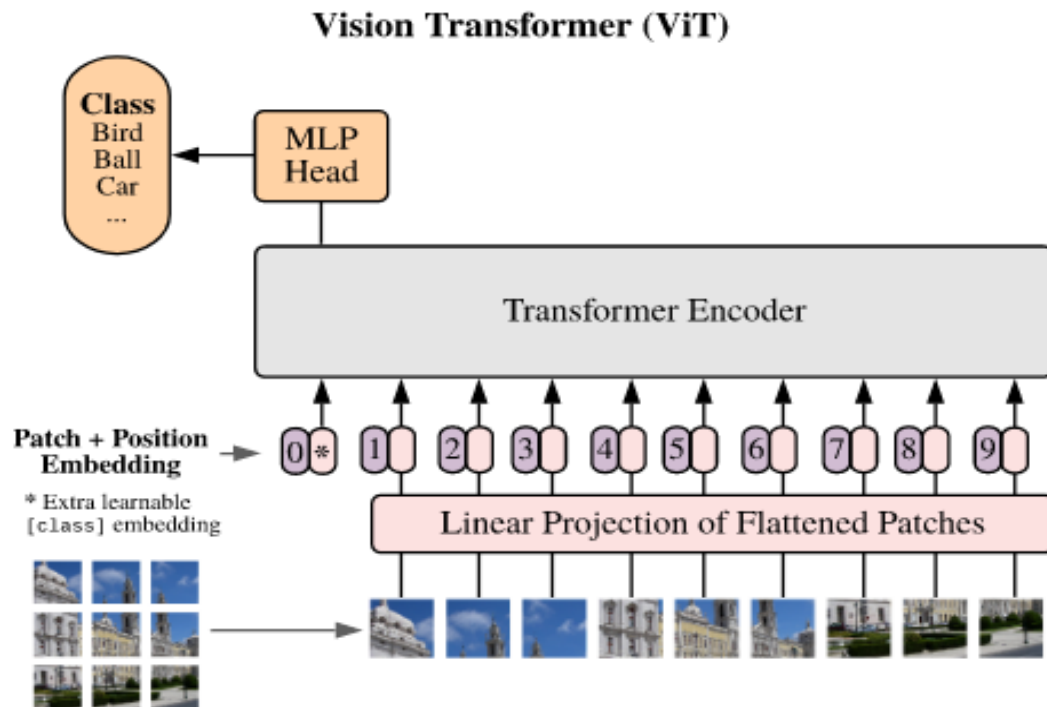 Vision Transformer (ViT)
Class
Bird
Ball
Car
...
MLP
Head
Transformer Encoder
Patch + Position
Embedding
0 * 1 2 3 4 5 6 7 8 9
* Extra learnable
[class] embedding
Linear Projection of Flattened Patches